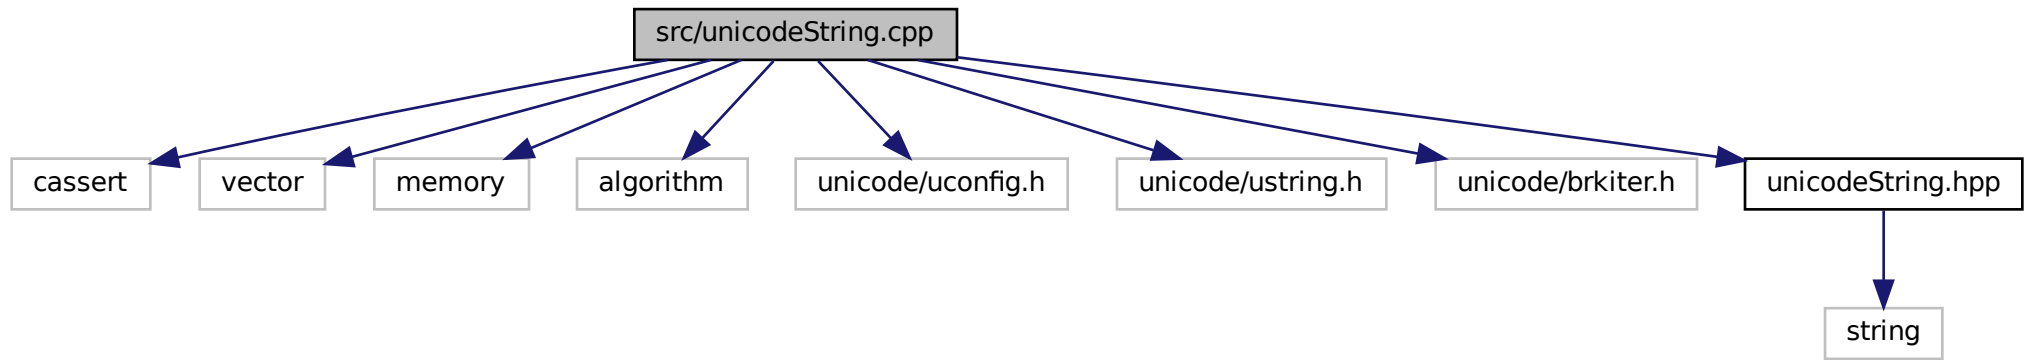 src/unicodeString.cpp
cassert
vector
memory
algorithm
unicode/uconfig.h
unicode/ustring.h
unicode/brkiter.h
unicodeString.hpp
string